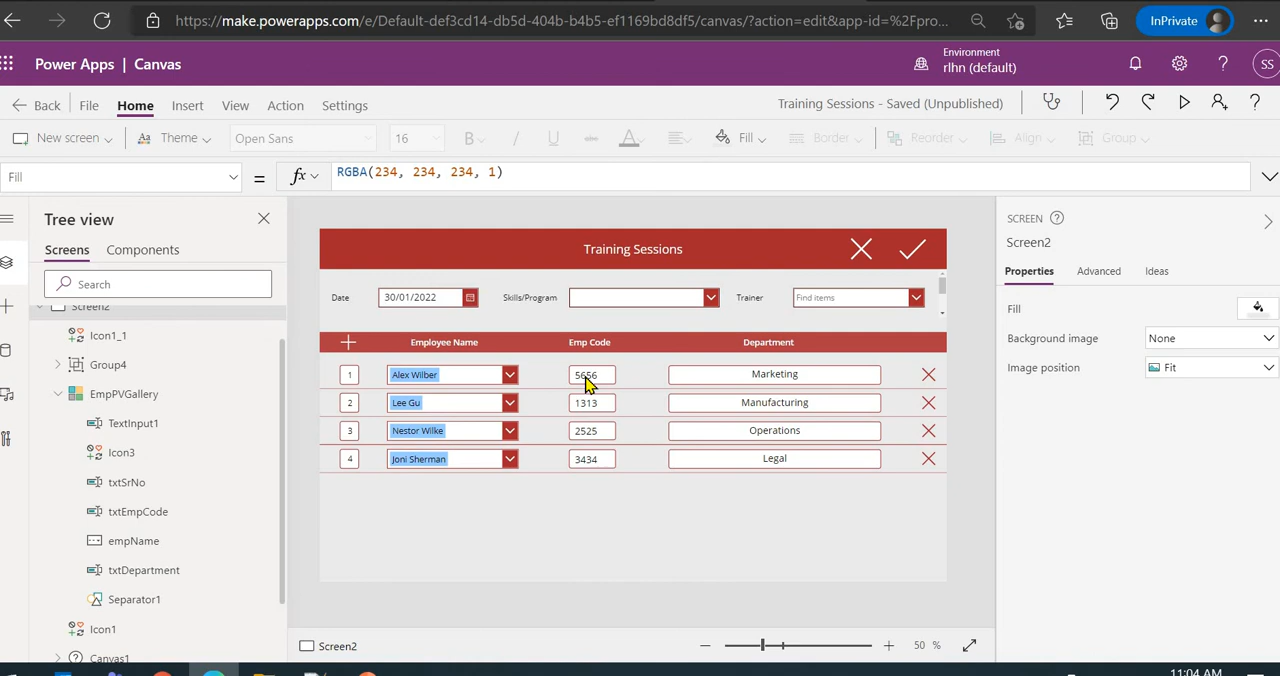 https://make.powerapps.com/e/Default-def3cd14-db5d-404b-b4b5-ef1169bd8df5/canvas/?action=edit&app-id=%2Fpro...
InPrivate
Power Apps | Canvas
Environment
rlhn (default)
SS
Back File Home Insert View Action Settings
Training Sessions - Saved (Unpublished)
New screen Theme Open Sans 16 B Fill Border Reorder Align Group
Fill = fx RGBA(234, 234, 234, 1)
Tree view
Screens Components
Search
Screen2
Icon1_1
Group4
EmpPVGallery
TextInput1
Icon3
txtSrNo
txtEmpCode
empName
txtDepartment
Separator1
Icon1
Canvas1
Training Sessions
Date 30/01/2022 Skills/Program Trainer Find items
Employee Name Emp Code Department
1 Alex Wilber 5656 Marketing
2 Lee Gu 1313 Manufacturing
3 Nestor Wilke 2525 Operations
4 Joni Sherman 3434 Legal
Screen2
50 %
SCREEN
Screen2
Properties Advanced Ideas
Fill
Background image None
Image position Fit
11:04 AM